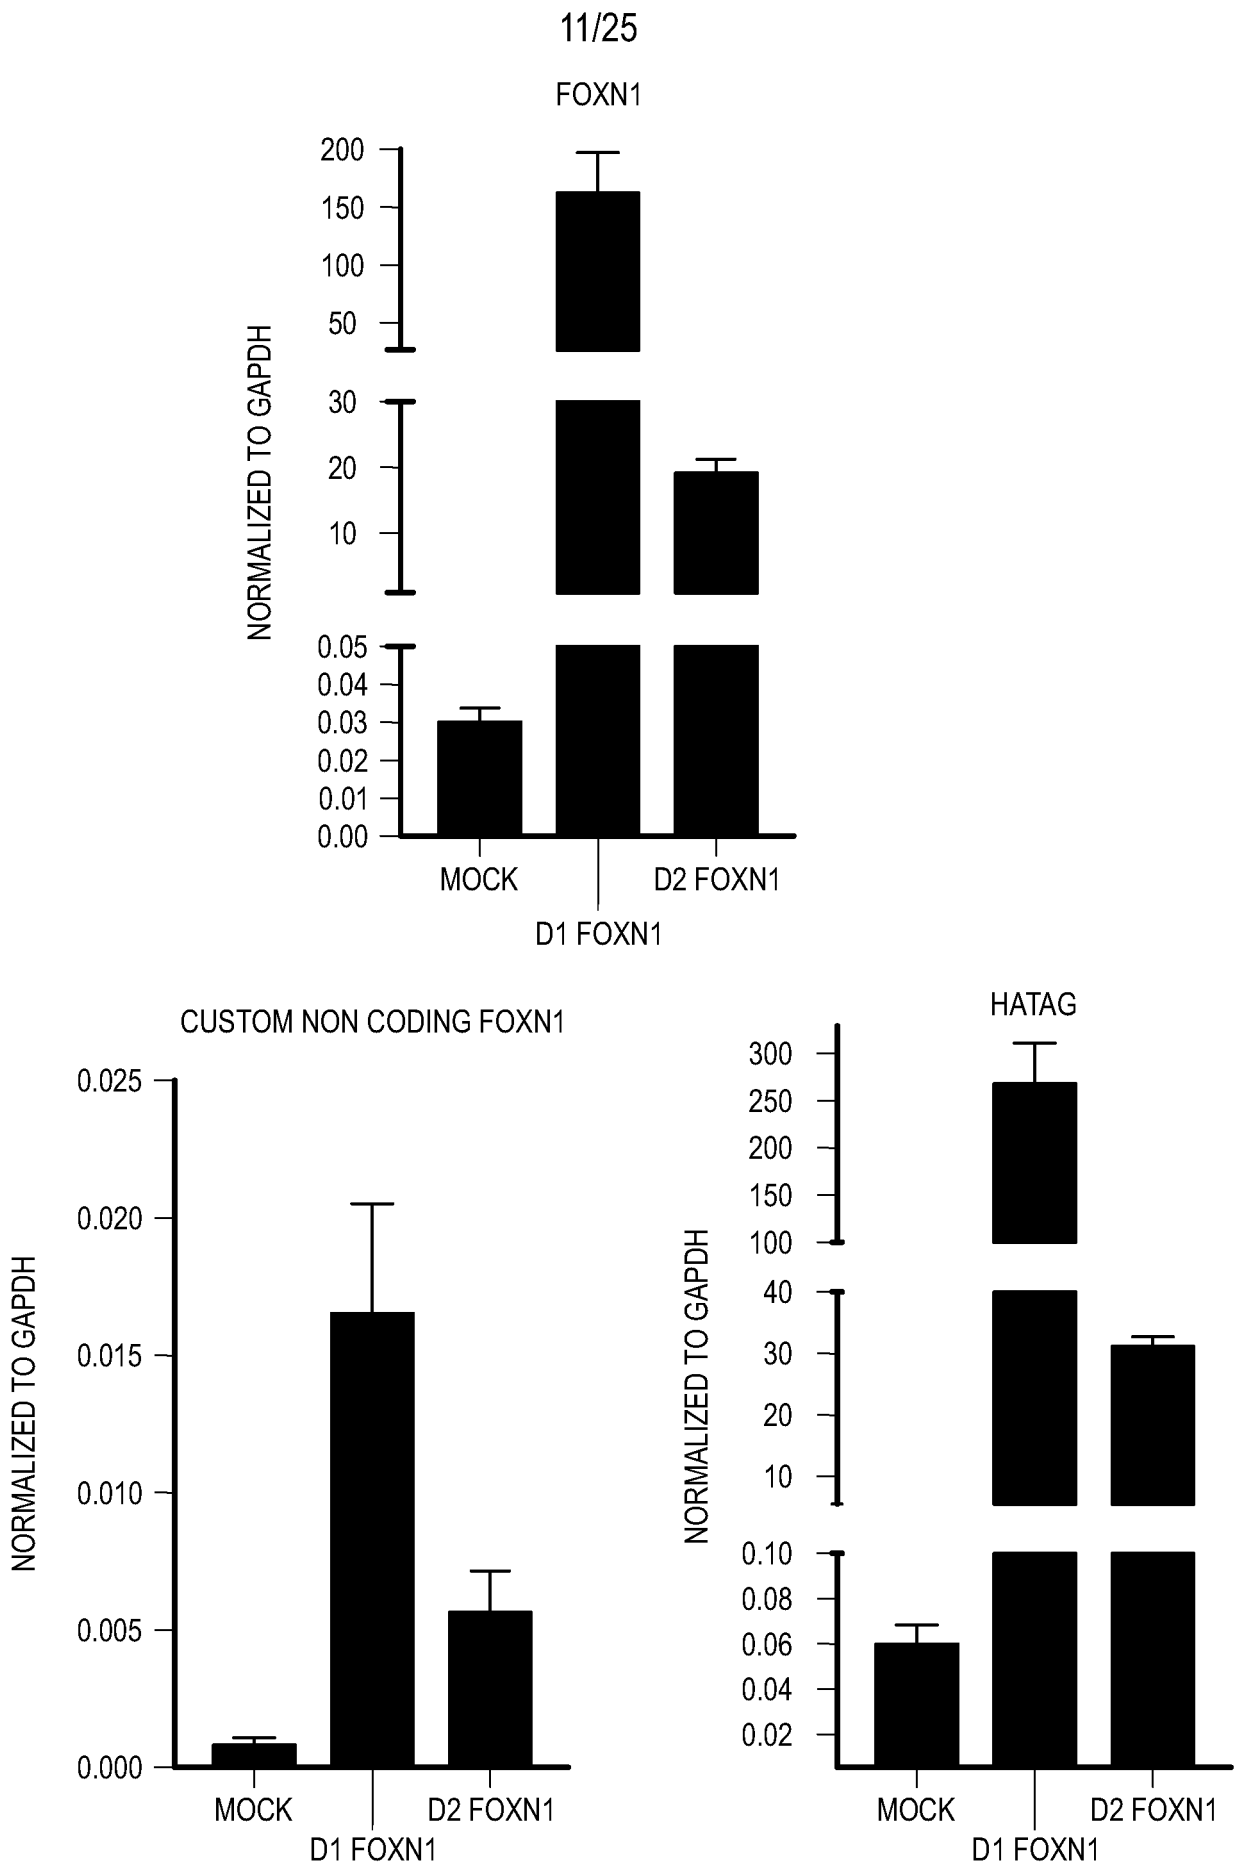 11/25
FOXN1
200
150
100
50
30
20
10
0.05
0.04
0.03
0.02
0.01
0.00
NORMALIZED TO GAPDH
MOCK
D2 FOXN1
D1 FOXN1
CUSTOM NON CODING FOXN1
0.025
0.020
0.015
0.010
0.005
0.000
NORMALIZED TO GAPDH
MOCK
D2 FOXN1
D1 FOXN1
HATAG
300
250
200
150
100
40
30
20
10
0.10
0.08
0.06
0.04
0.02
NORMALIZED TO GAPDH
MOCK
D2 FOXN1
D1 FOXN1